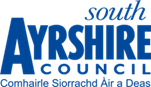 south
AYRSHIRE
COUNCIL
Comhairle Siorrachd Àir a Deas